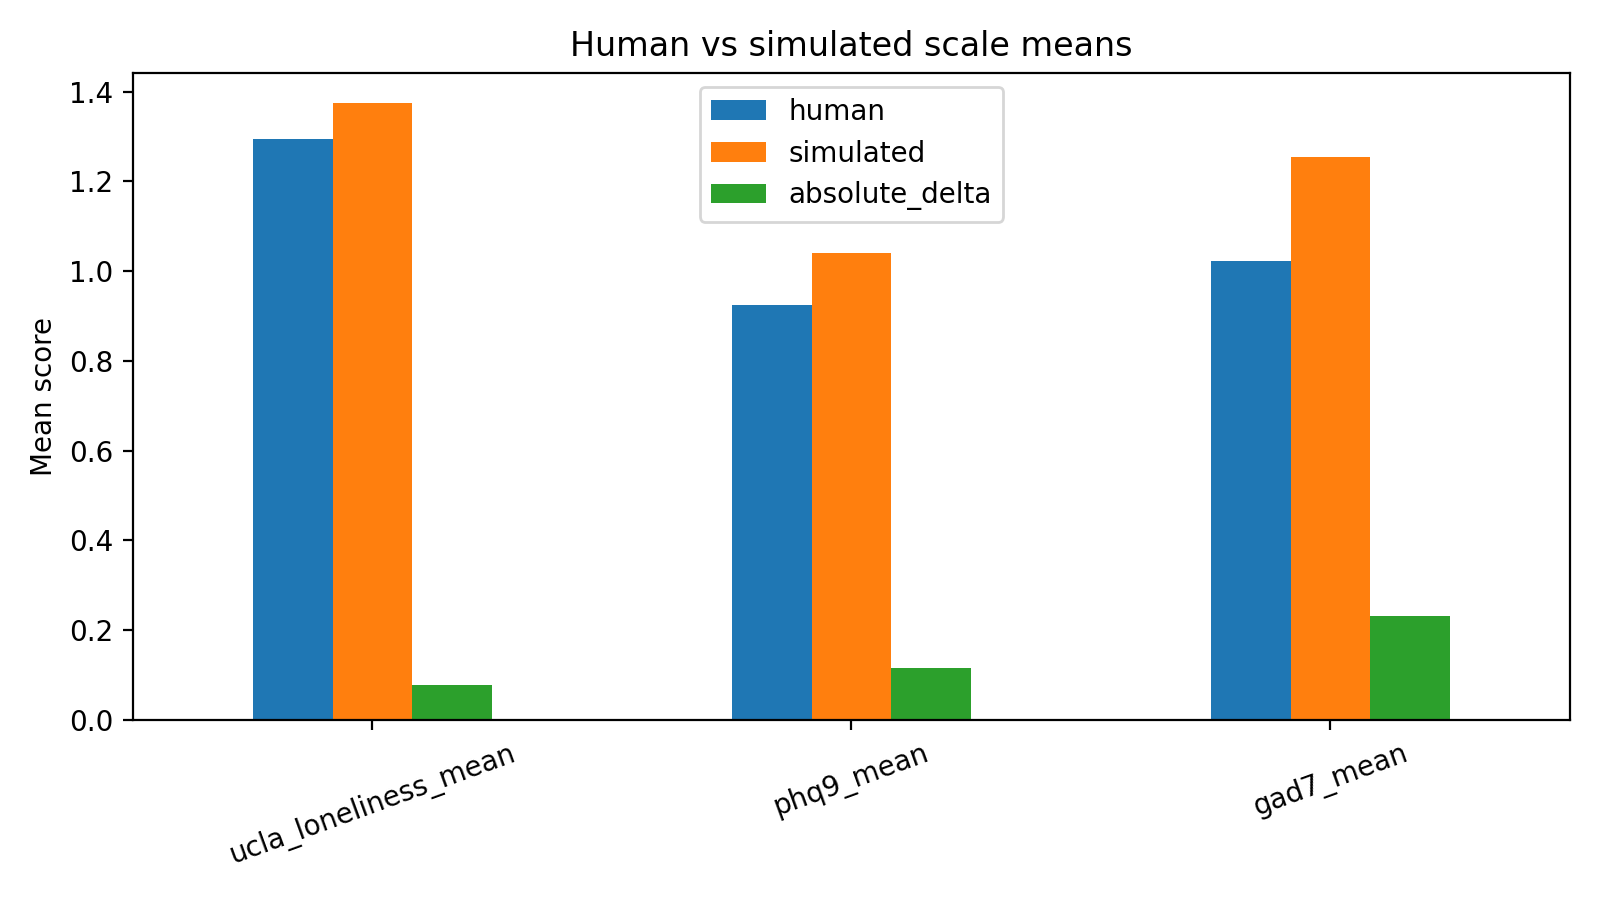 Human vs simulated scale means
human
simulated
absolute_delta
Mean score
1.4
1.2
1.0
0.8
0.6
0.4
0.2
0.0
ucla_loneliness_mean
phq9_mean
gad7_mean